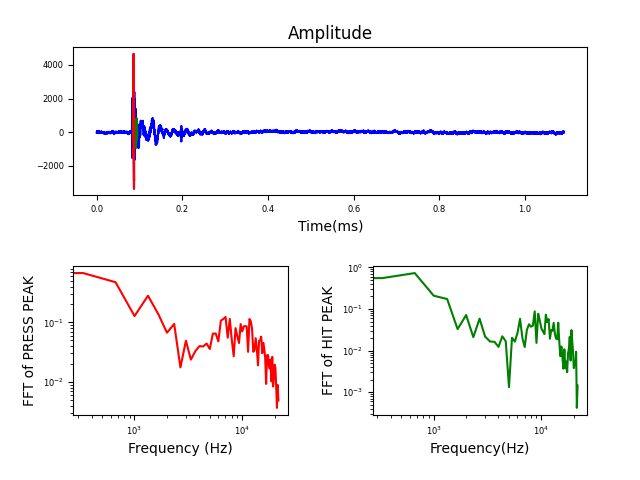 Amplitude
4000
2000
0
−2000
0.0 0.2 0.4 0.6 0.8 1.0
Time(ms)
FFT of PRESS PEAK
10⁻¹
10⁻²
10³ 10⁴
Frequency (Hz)
FFT of HIT PEAK
10⁰
10⁻¹
10⁻²
10⁻³
10³ 10⁴
Frequency(Hz)